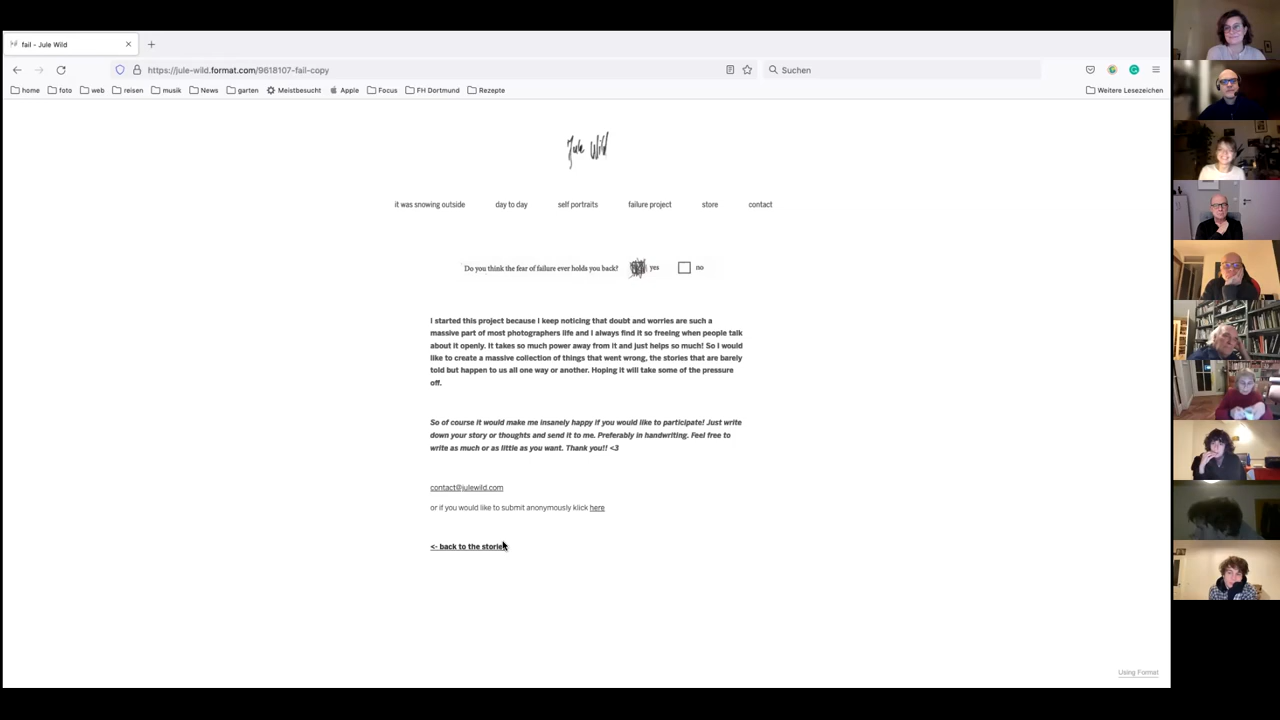 fail - Jule Wild
https://jule-wild.format.com/9618107-fail-copy
Suchen
home foto web reisen musik News garten Meistbesucht Apple Focus FH Dortmund Rezepte Weitere Lesezeichen
Jule Wild
it was snowing outside day to day self portraits failure project store contact
Do you think the fear of failure ever holds you back? yes no
I started this project because I keep noticing that doubt and worries are such a
massive part of most photographers life and I always find it so freeing when people talk
about it openly. It takes so much power away from it and just helps so much! So I would
like to create a massive collection of things that went wrong, the stories that are barely
told but happen to us all one way or another. Hoping it will take some of the pressure
off.
So of course it would make me insanely happy if you would like to participate! Just write
down your story or thoughts and send it to me. Preferably in handwriting. Feel free to
write as much or as little as you want. Thank you!! <3
contact@julewild.com
or if you would like to submit anonymously klick here
<- back to the stories
Using Format